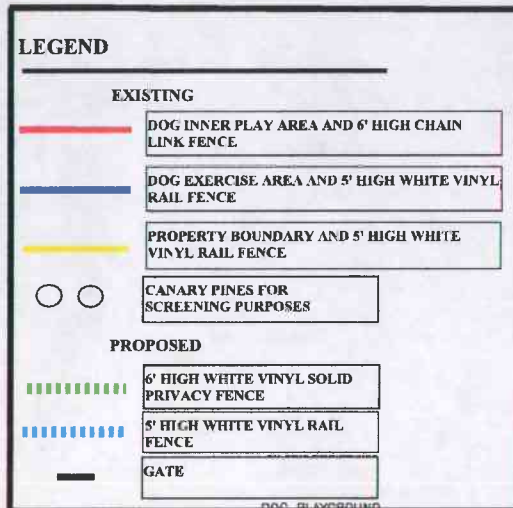 LEGEND
EXISTING
DOG INNER PLAY AREA AND 6' HIGH CHAIN
LINK FENCE
DOG EXERCISE AREA AND 5' HIGH WHITE VINYL
RAIL FENCE
PROPERTY BOUNDARY AND 5' HIGH WHITE
VINYL RAIL FENCE
CANARY PINES FOR
SCREENING PURPOSES
PROPOSED
6' HIGH WHITE VINYL SOLID
PRIVACY FENCE
5' HIGH WHITE VINYL RAIL
FENCE
GATE
DOG PLAYGROUND